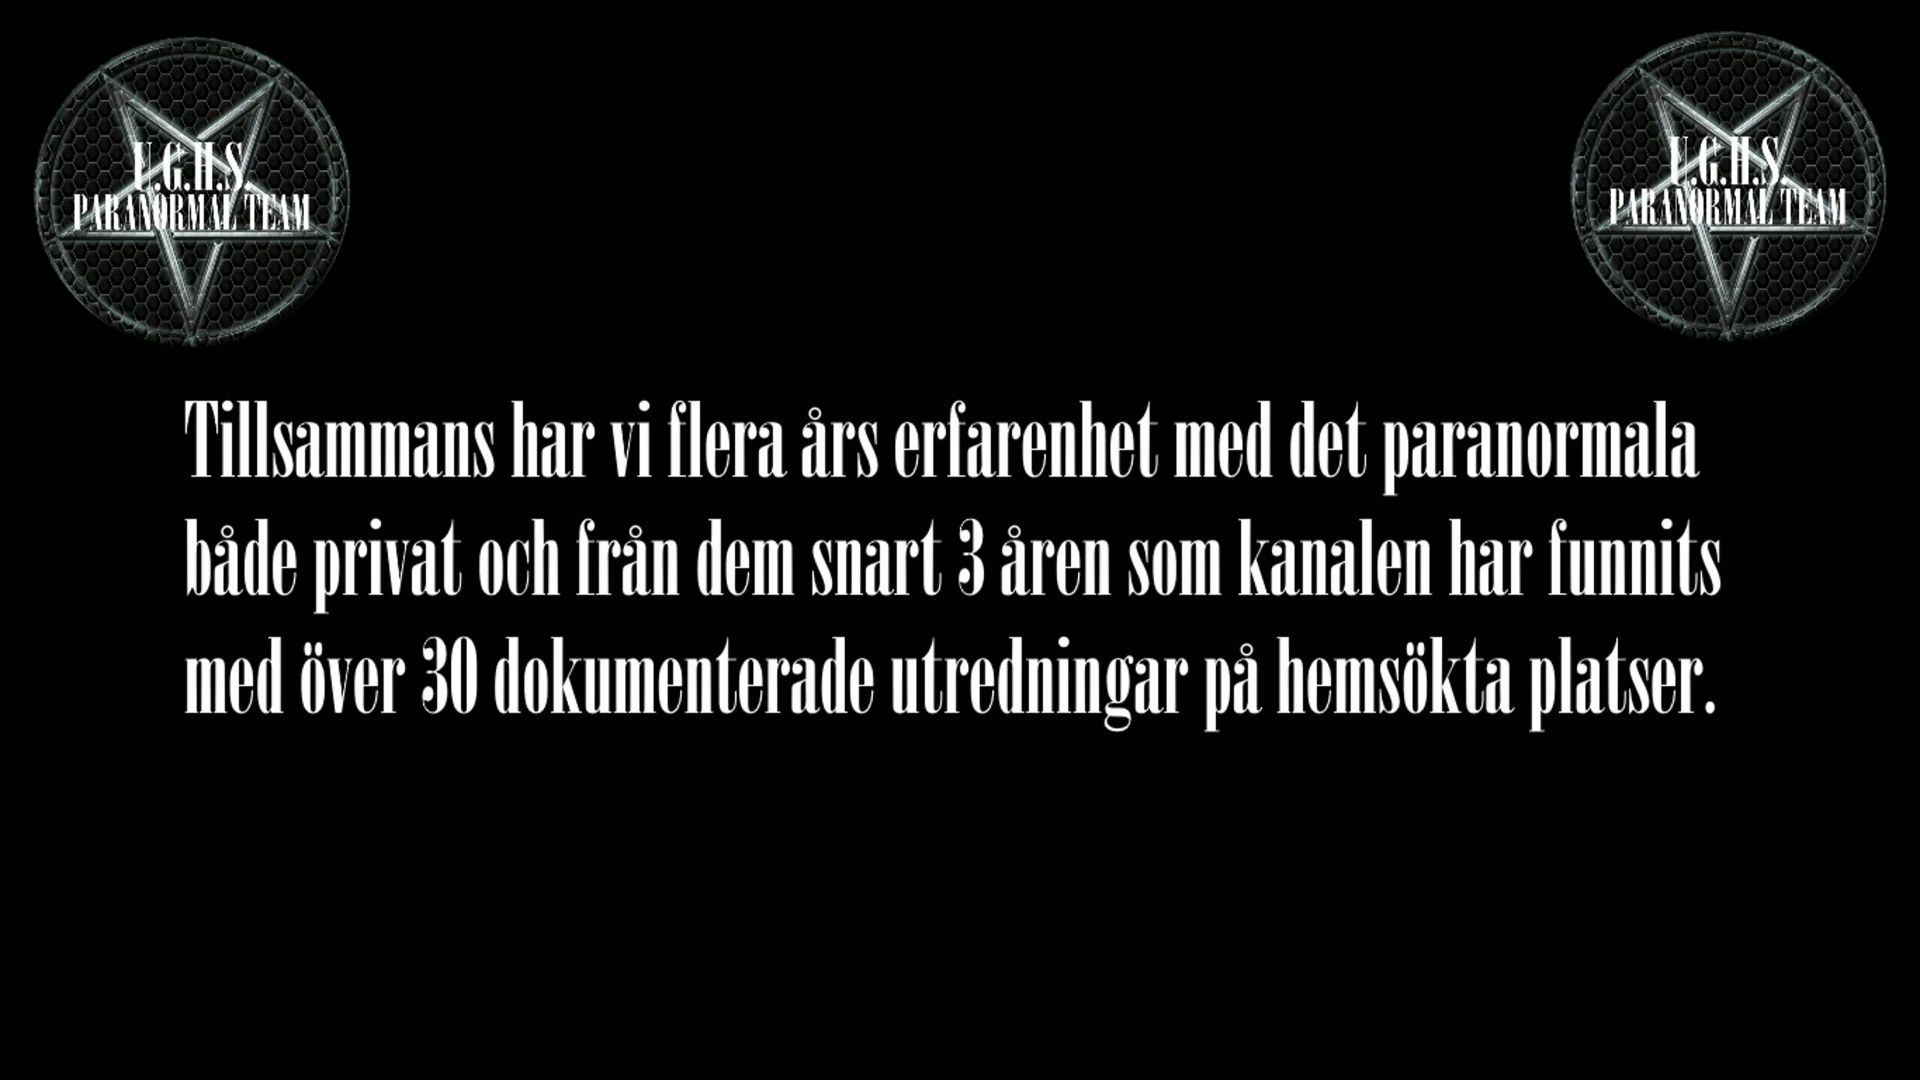 U.G.H.S.
PARANORMAL TEAM
U.G.H.S.
PARANORMAL TEAM
Tillsammans har vi flera års erfarenhet med det paranormala
både privat och från dem snart 3 åren som kanalen har funnits
med över 30 dokumenterade utredningar på hemsökta platser.